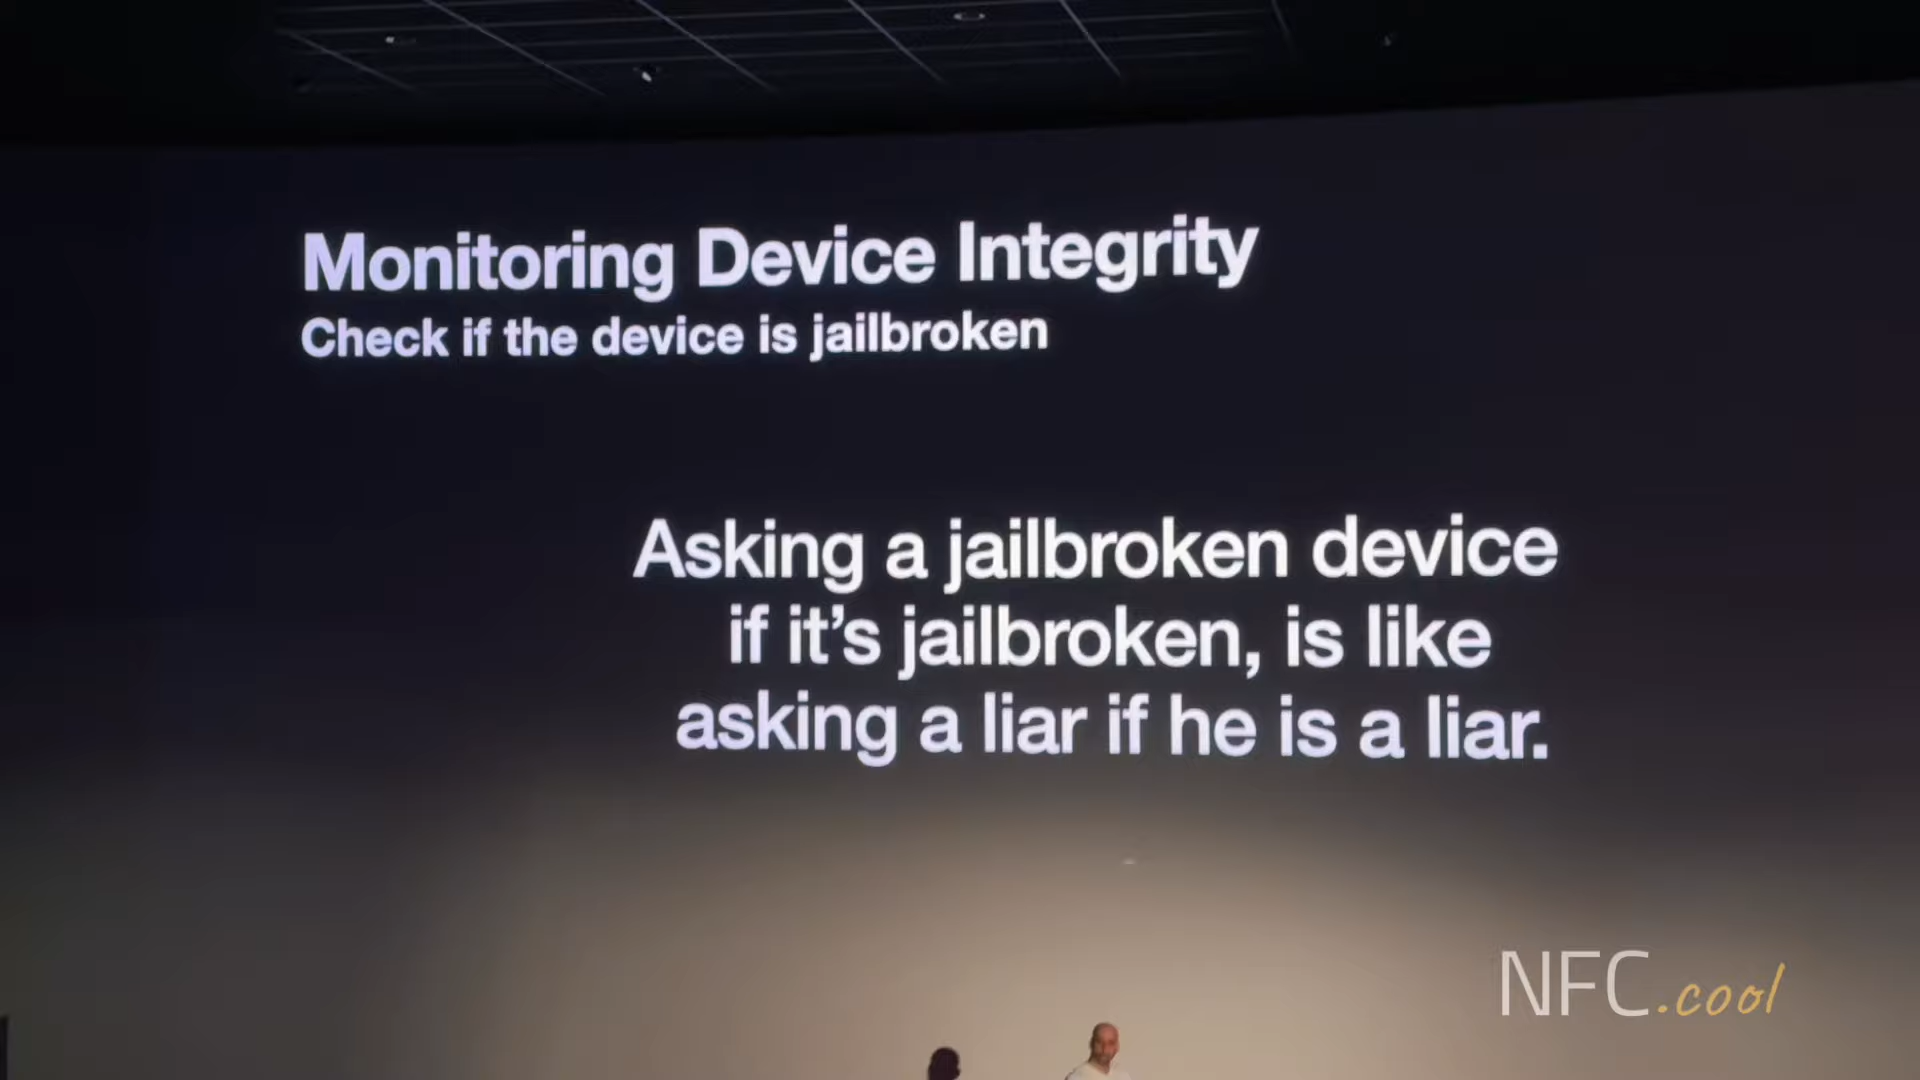 Monitoring Device Integrity
Check if the device is jailbroken
Asking a jailbroken device
if it’s jailbroken, is like
asking a liar if he is a liar.
NFC.cool